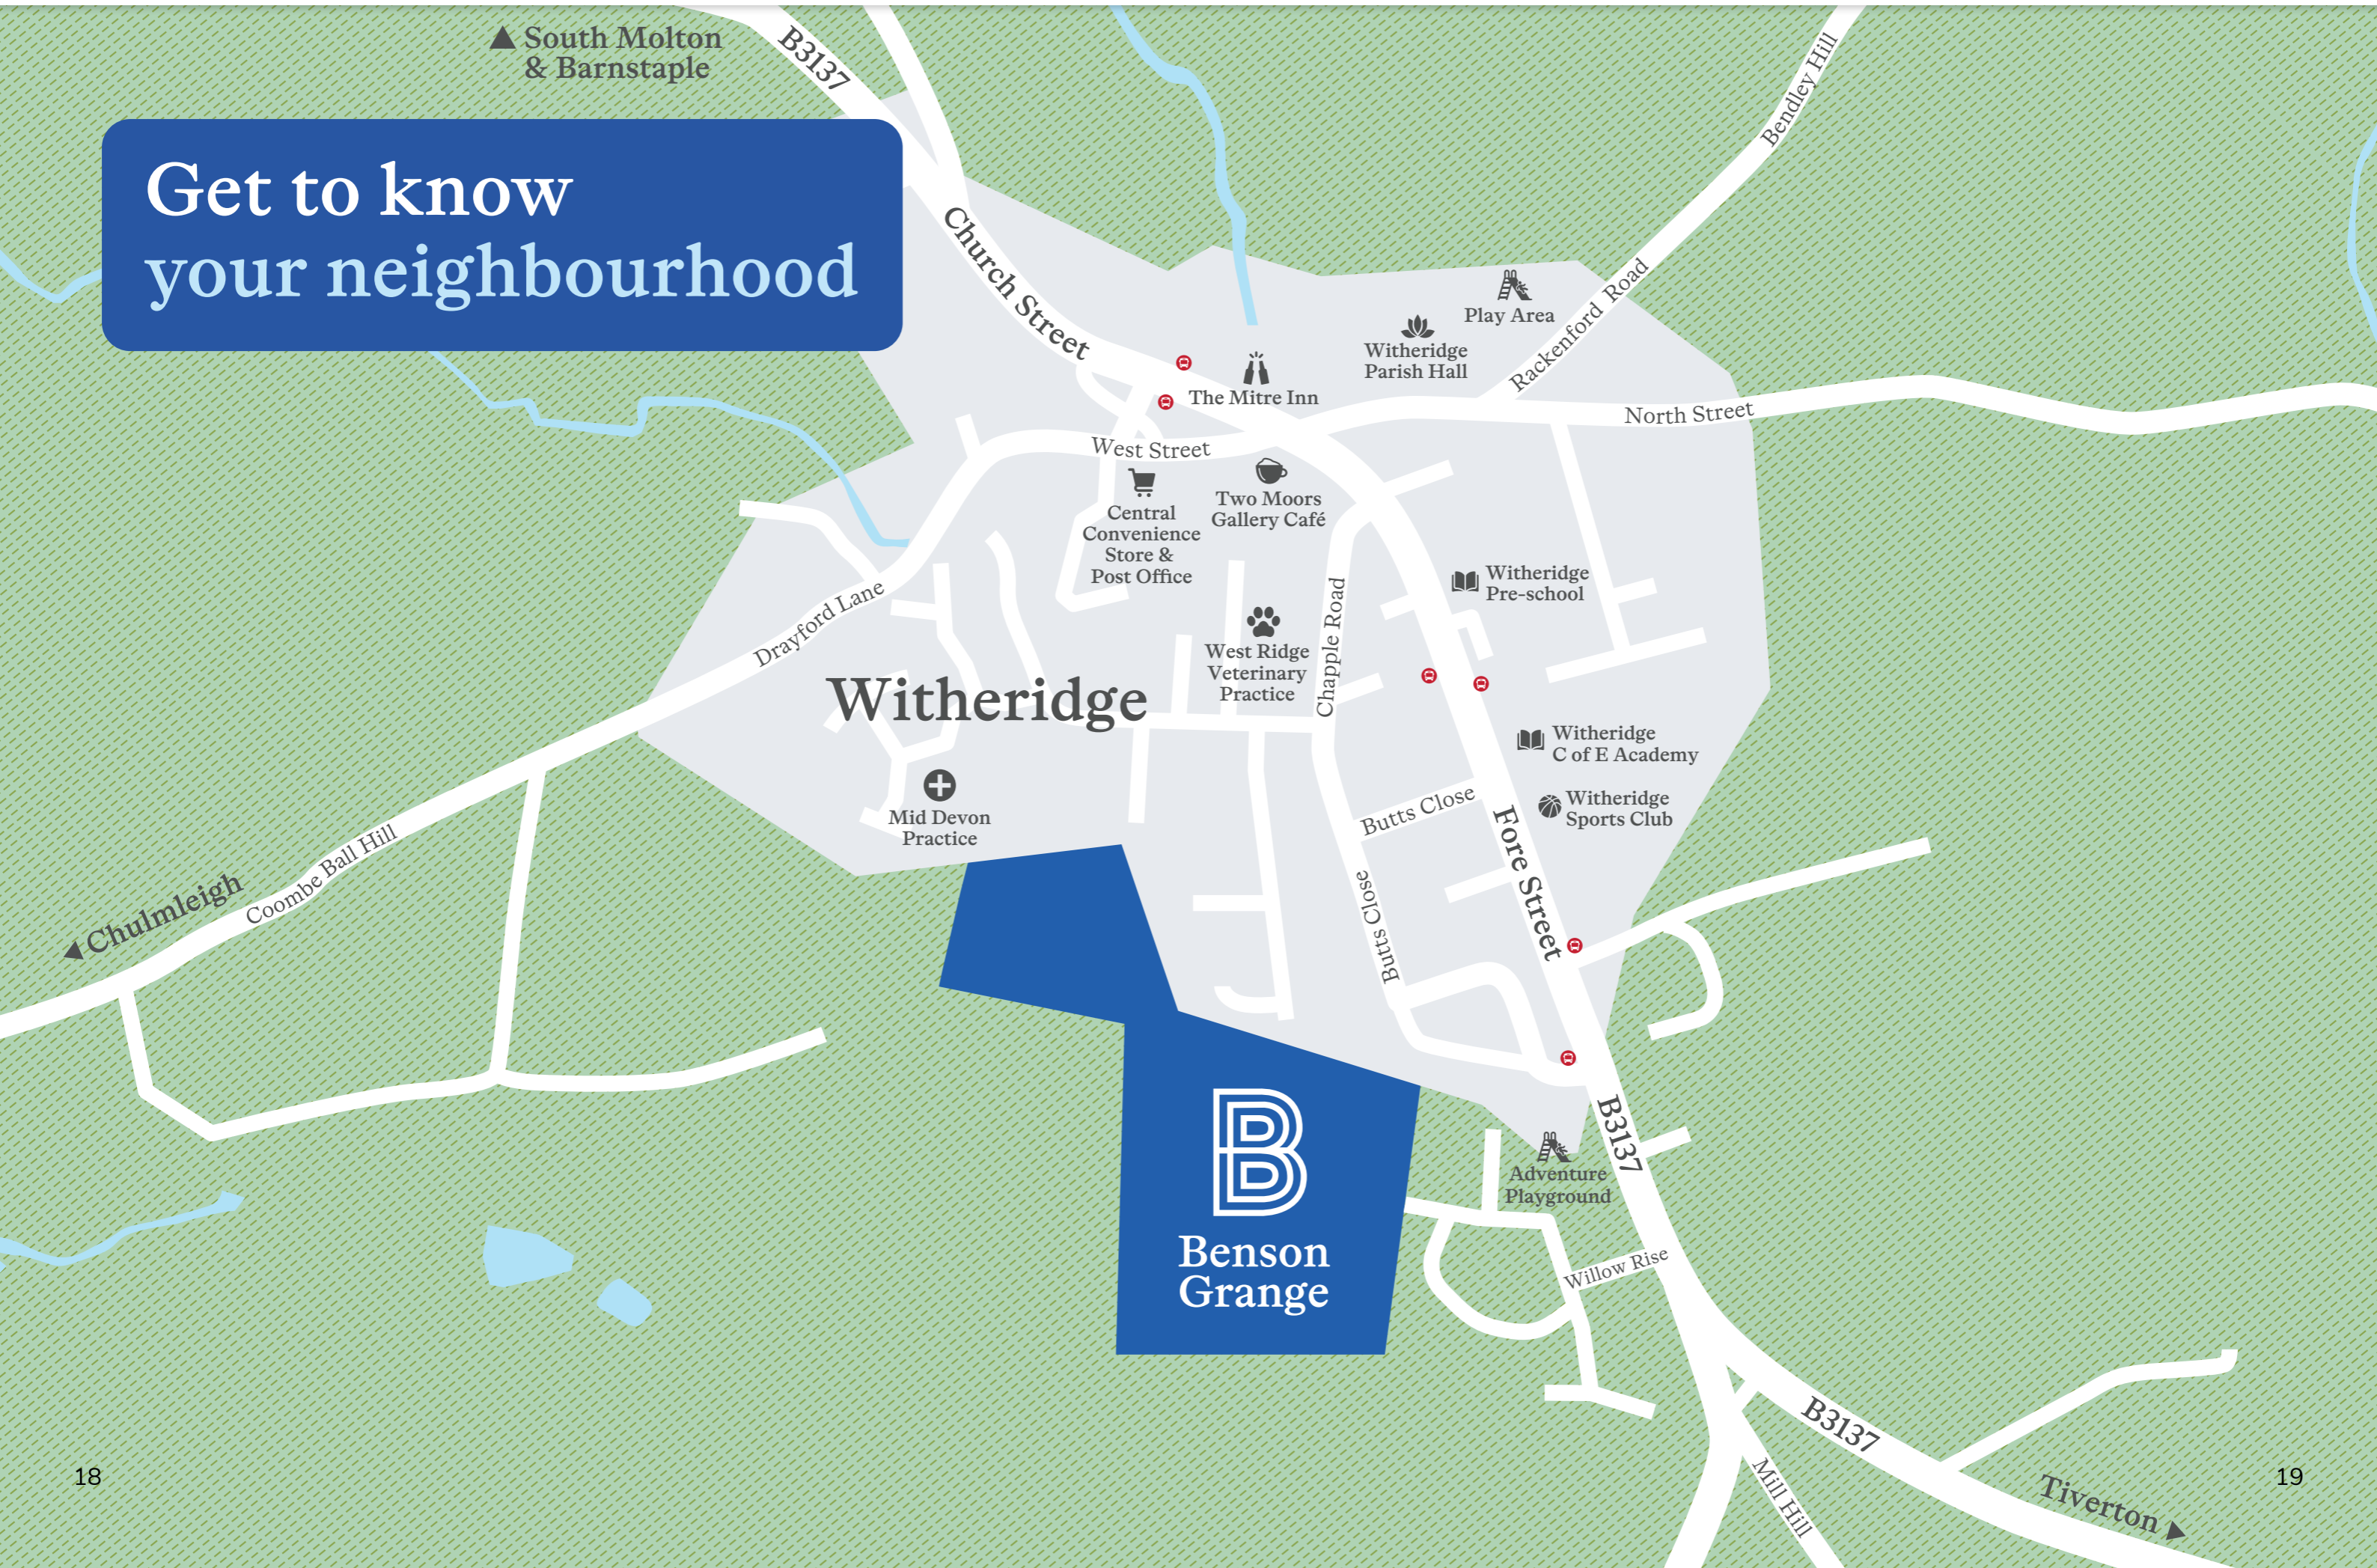 South Molton
& Barnstaple
B3137
Get to know
your neighbourhood
Bendley Hill
Church Street
Play Area
Witheridge
Parish Hall
Rackenford Road
The Mitre Inn
North Street
West Street
Central
Convenience
Store &
Post Office
Two Moors
Gallery Café
Witheridge
Pre-school
Drayford Lane
West Ridge
Veterinary
Practice
Chapple Road
Witheridge
Witheridge
C of E Academy
Mid Devon
Practice
Butts Close
Witheridge
Sports Club
Fore Street
Coombe Ball Hill
Chulmleigh
Butts Close
B
Benson
Grange
B3137
Adventure
Playground
Willow Rise
B3137
Mill Hill
Tiverton
18
19